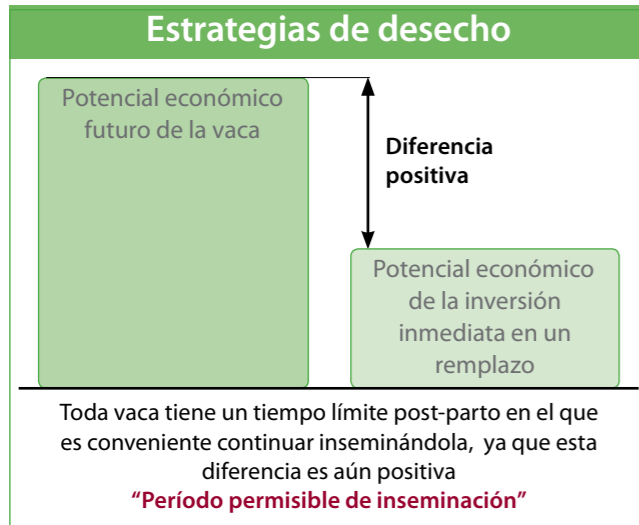 Estrategias de desecho
Potencial económico
futuro de la vaca
Diferencia
positiva
Potencial económico
de la inversión
inmediata en un
remplazo
Toda vaca tiene un tiempo límite post-parto en el que
es conveniente continuar inseminándola, ya que esta
diferencia es aún positiva
“Período permisible de inseminación”